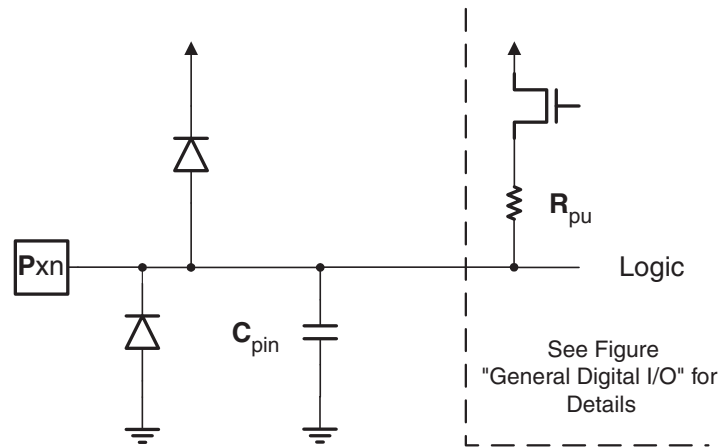 Rpu
Pxn
Logic
Cpin
See Figure
"General Digital I/O" for
Details